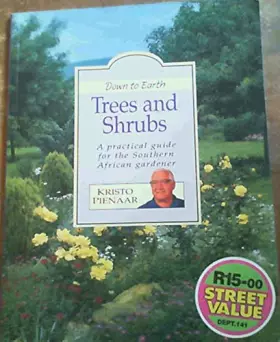 Down to Earth
Trees and
Shrubs
A practical guide
for the Southern
African gardener
KRISTO
PIENAAR
R15-00
STREET
VALUE
DEPT.141